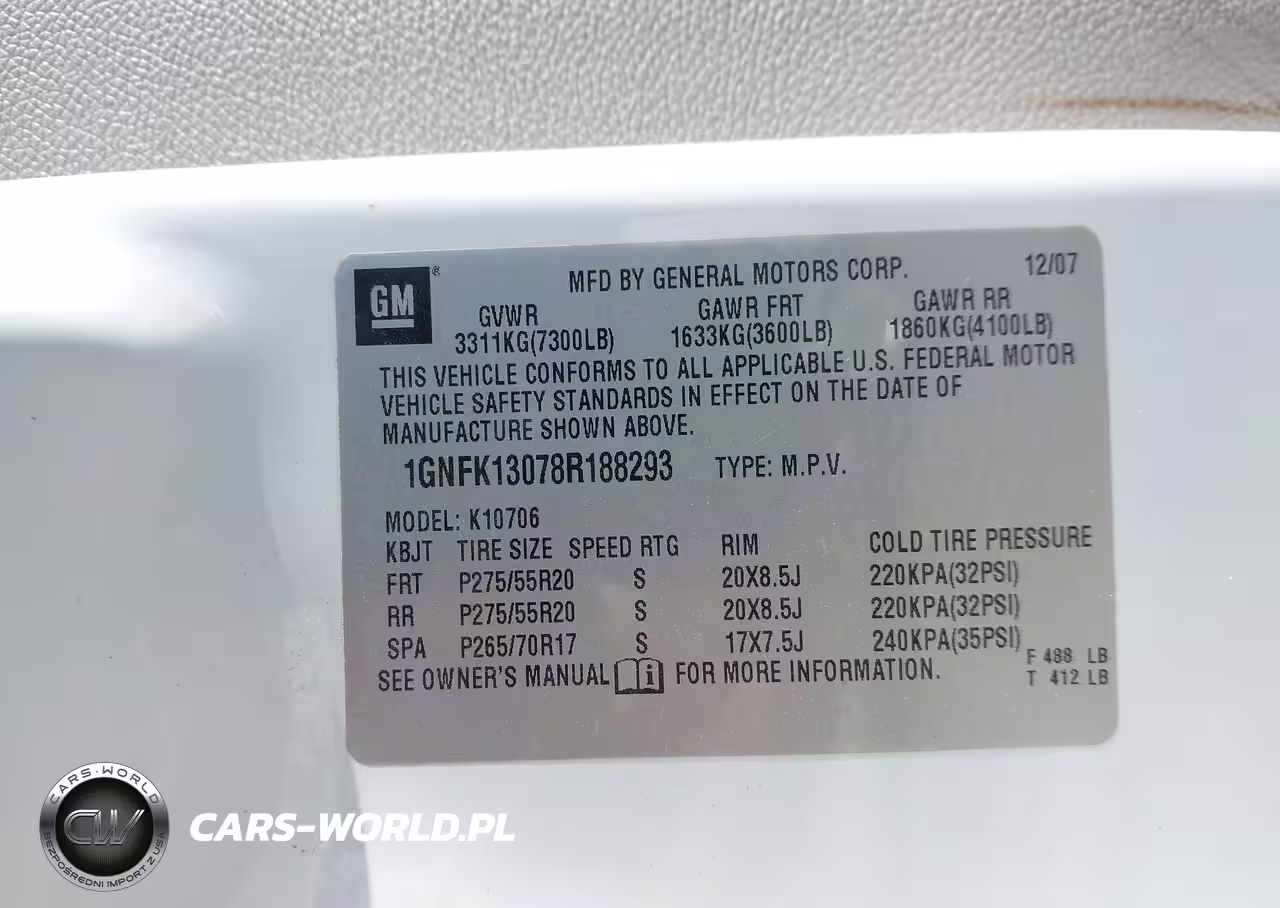 GM®
MFD BY GENERAL MOTORS CORP. 12/07
GVWR GAWR FRT GAWR RR
3311KG(7300LB) 1633KG(3600LB) 1860KG(4100LB)
THIS VEHICLE CONFORMS TO ALL APPLICABLE U.S. FEDERAL MOTOR
VEHICLE SAFETY STANDARDS IN EFFECT ON THE DATE OF
MANUFACTURE SHOWN ABOVE.
1GNFK13078R188293 TYPE: M.P.V.
MODEL: K10706
KBJT TIRE SIZE SPEED RTG RIM COLD TIRE PRESSURE
FRT P275/55R20 S 20X8.5J 220KPA(32PSI)
RR P275/55R20 S 20X8.5J 220KPA(32PSI)
SPA P265/70R17 S 17X7.5J 240KPA(35PSI)
F 488 LB
SEE OWNER'S MANUAL i FOR MORE INFORMATION.
T 412 LB
CARS-WORLD
CW
BEZPOŚREDNI IMPORT Z USA
CARS-WORLD.PL